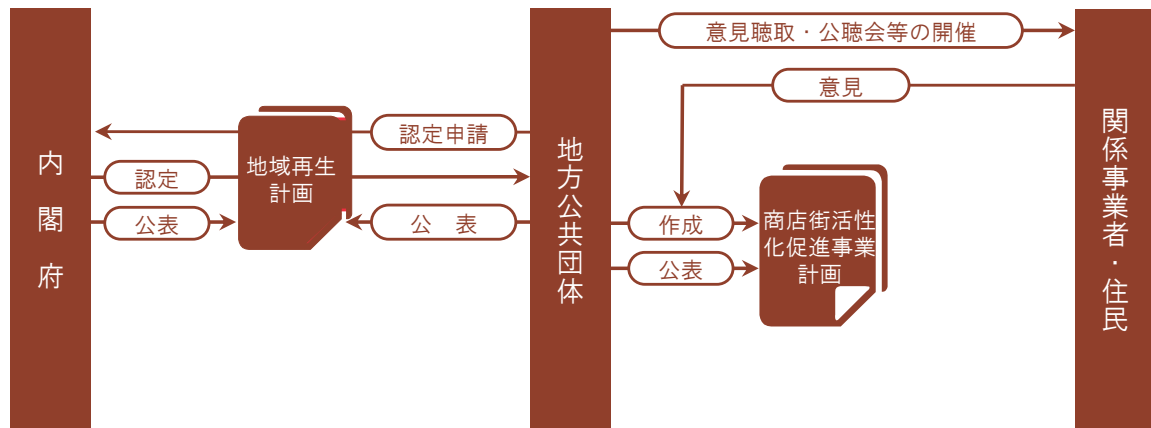 内閣府
認定申請
認定
公表
地域再生
計画
公　表
地方公共団体
意見聴取・公聴会等の開催
意見
作成
公表
商店街活性
化促進事業
計画
関係事業者・住民